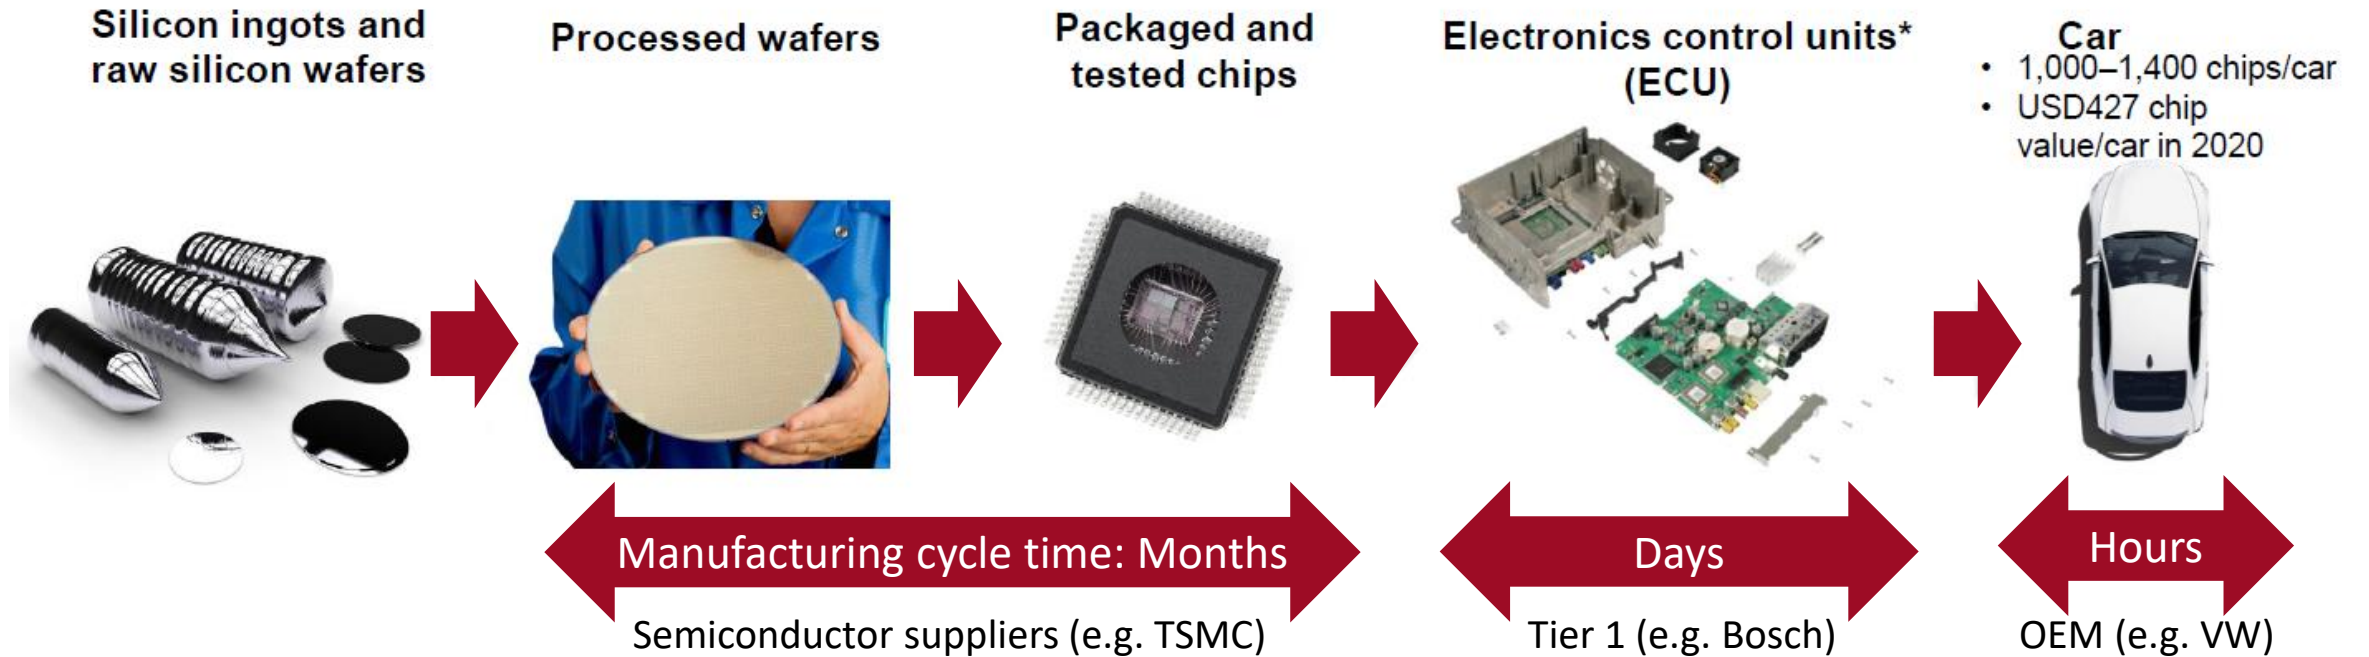 Silicon ingots and
raw silicon wafers
Processed wafers
Packaged and
tested chips
Electronics control units*
(ECU)
Car
• 1,000–1,400 chips/car
• USD427 chip
value/car in 2020
Manufacturing cycle time: Months
Days
Hours
Semiconductor suppliers (e.g. TSMC)
Tier 1 (e.g. Bosch)
OEM (e.g. VW)